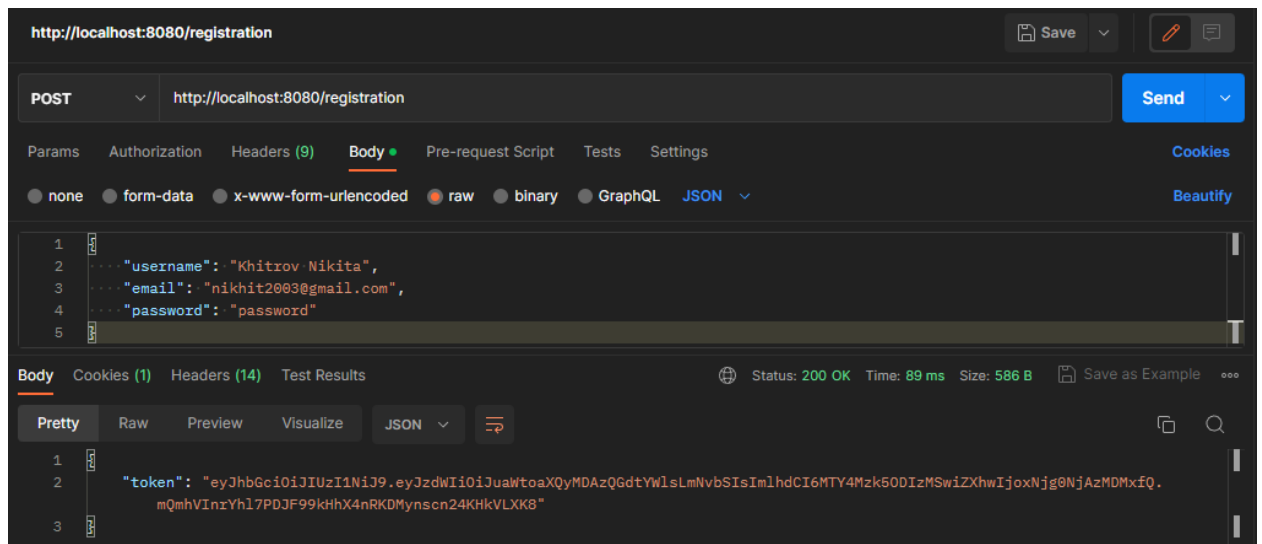 http://localhost:8080/registration
Save
POST http://localhost:8080/registration Send
Params Authorization Headers (9) Body Pre-request Script Tests Settings Cookies
none form-data x-www-form-urlencoded raw binary GraphQL JSON Beautify
1 {
2 "username": "Khitrov Nikita",
3 "email": "nikhit2003@gmail.com",
4 "password": "password"
5 }
Body Cookies (1) Headers (14) Test Results Status: 200 OK Time: 89 ms Size: 586 B Save as Example
Pretty Raw Preview Visualize JSON
1 {
2 "token": "eyJhbGciOiJIUzI1NiJ9.eyJzdWIiOiJuaWtoaXQyMDAzQGdtYWlsLmNvbSIsImlhdCI6MTY4Mzk5ODIzMSwiZXhwIjoxNjg0NjAzMDMxfQ.
mQmhVInrYhl7PDJF99kHhX4nRKDMynscn24KHkVLXK8"
3 }